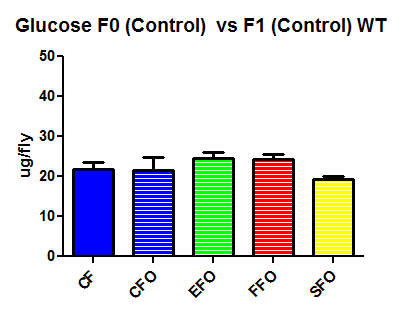 Glucose F0 (Control) vs F1 (Control) WT
ug/fly
50
40
30
20
10
0
CF
CFO
EFO
FFO
SFO